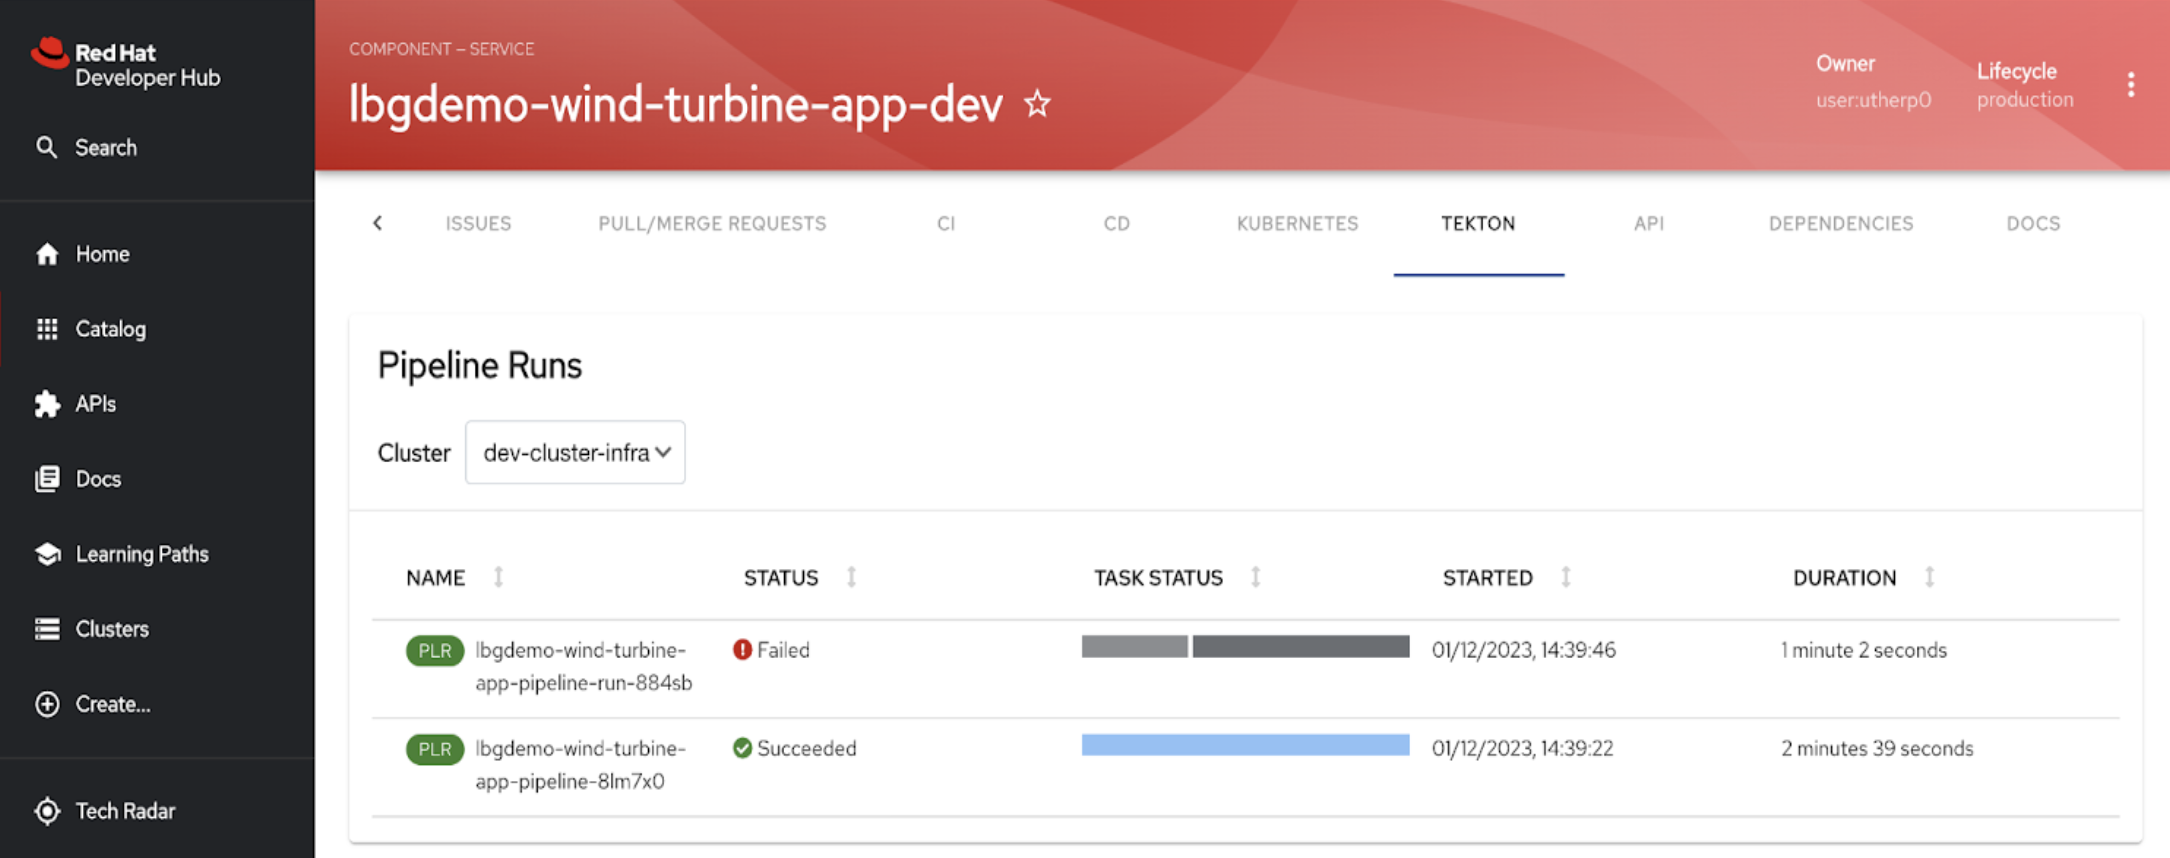 Red Hat
Developer Hub
Search
Home
Catalog
APIs
Docs
Learning Paths
Clusters
Create...
Tech Radar
COMPONENT – SERVICE
lbgdemo-wind-turbine-app-dev
Owner
user:utherp0
Lifecycle
production
ISSUES PULL/MERGE REQUESTS CI CD KUBERNETES TEKTON API DEPENDENCIES DOCS
Pipeline Runs
Cluster dev-cluster-infra
NAME STATUS TASK STATUS STARTED DURATION
PLR lbgdemo-wind-turbine- Failed 01/12/2023, 14:39:46 1 minute 2 seconds
app-pipeline-run-884sb
PLR lbgdemo-wind-turbine- Succeeded 01/12/2023, 14:39:22 2 minutes 39 seconds
app-pipeline-8lm7x0